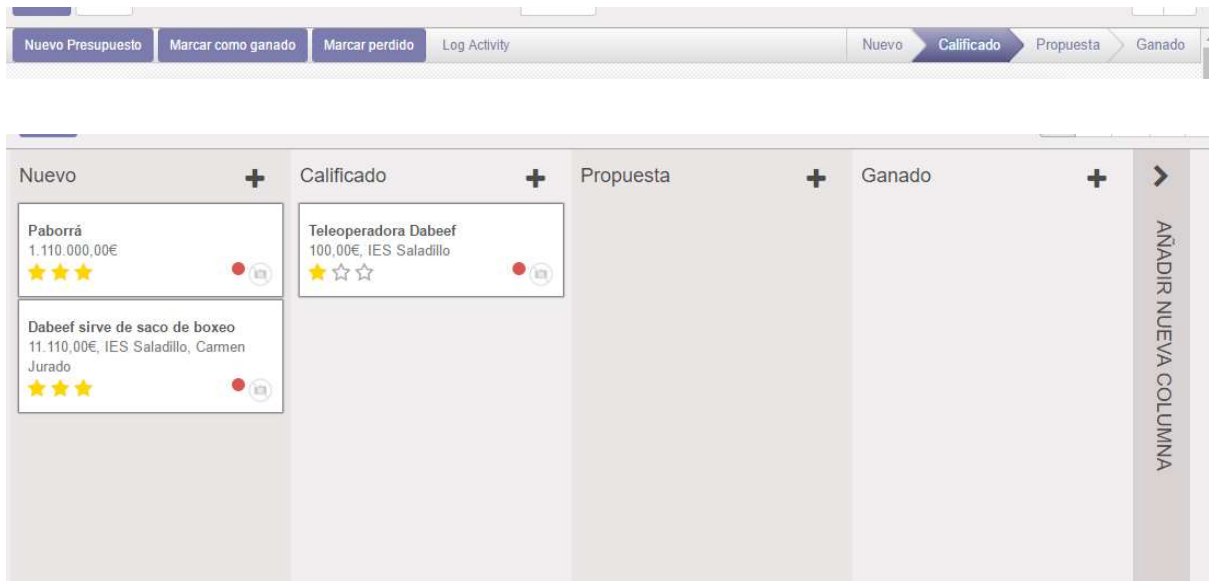 Nuevo Presupuesto Marcar como ganado Marcar perdido Log Activity Nuevo Calificado Propuesta Ganado
Nuevo Calificado Propuesta Ganado
Paborrá
1.110.000,00€
Dabeef sirve de saco de boxeo
11.110,00€, IES Saladillo, Carmen
Jurado
Teleoperadora Dabeef
100,00€, IES Saladillo
AÑADIR NUEVA COLUMNA